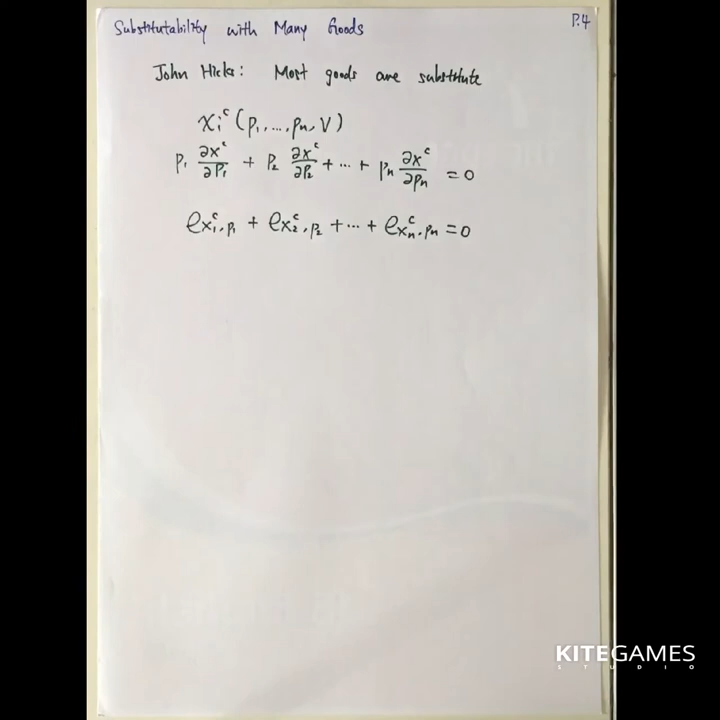 Substitutability with Many Goods
P.4
John Hicks: Most goods are substitute
xᵢᶜ (p₁, ..., pₙ, V)
p₁ ∂xᶜ/∂p₁ + p₂ ∂xᶜ/∂p₂ + ... + pₙ ∂xᶜ/∂pₙ = 0
eₓ₁ᶜ,p₁ + eₓ₂ᶜ,p₂ + ... + eₓₙᶜ,pₙ = 0
KITEGAMES
STUDIO